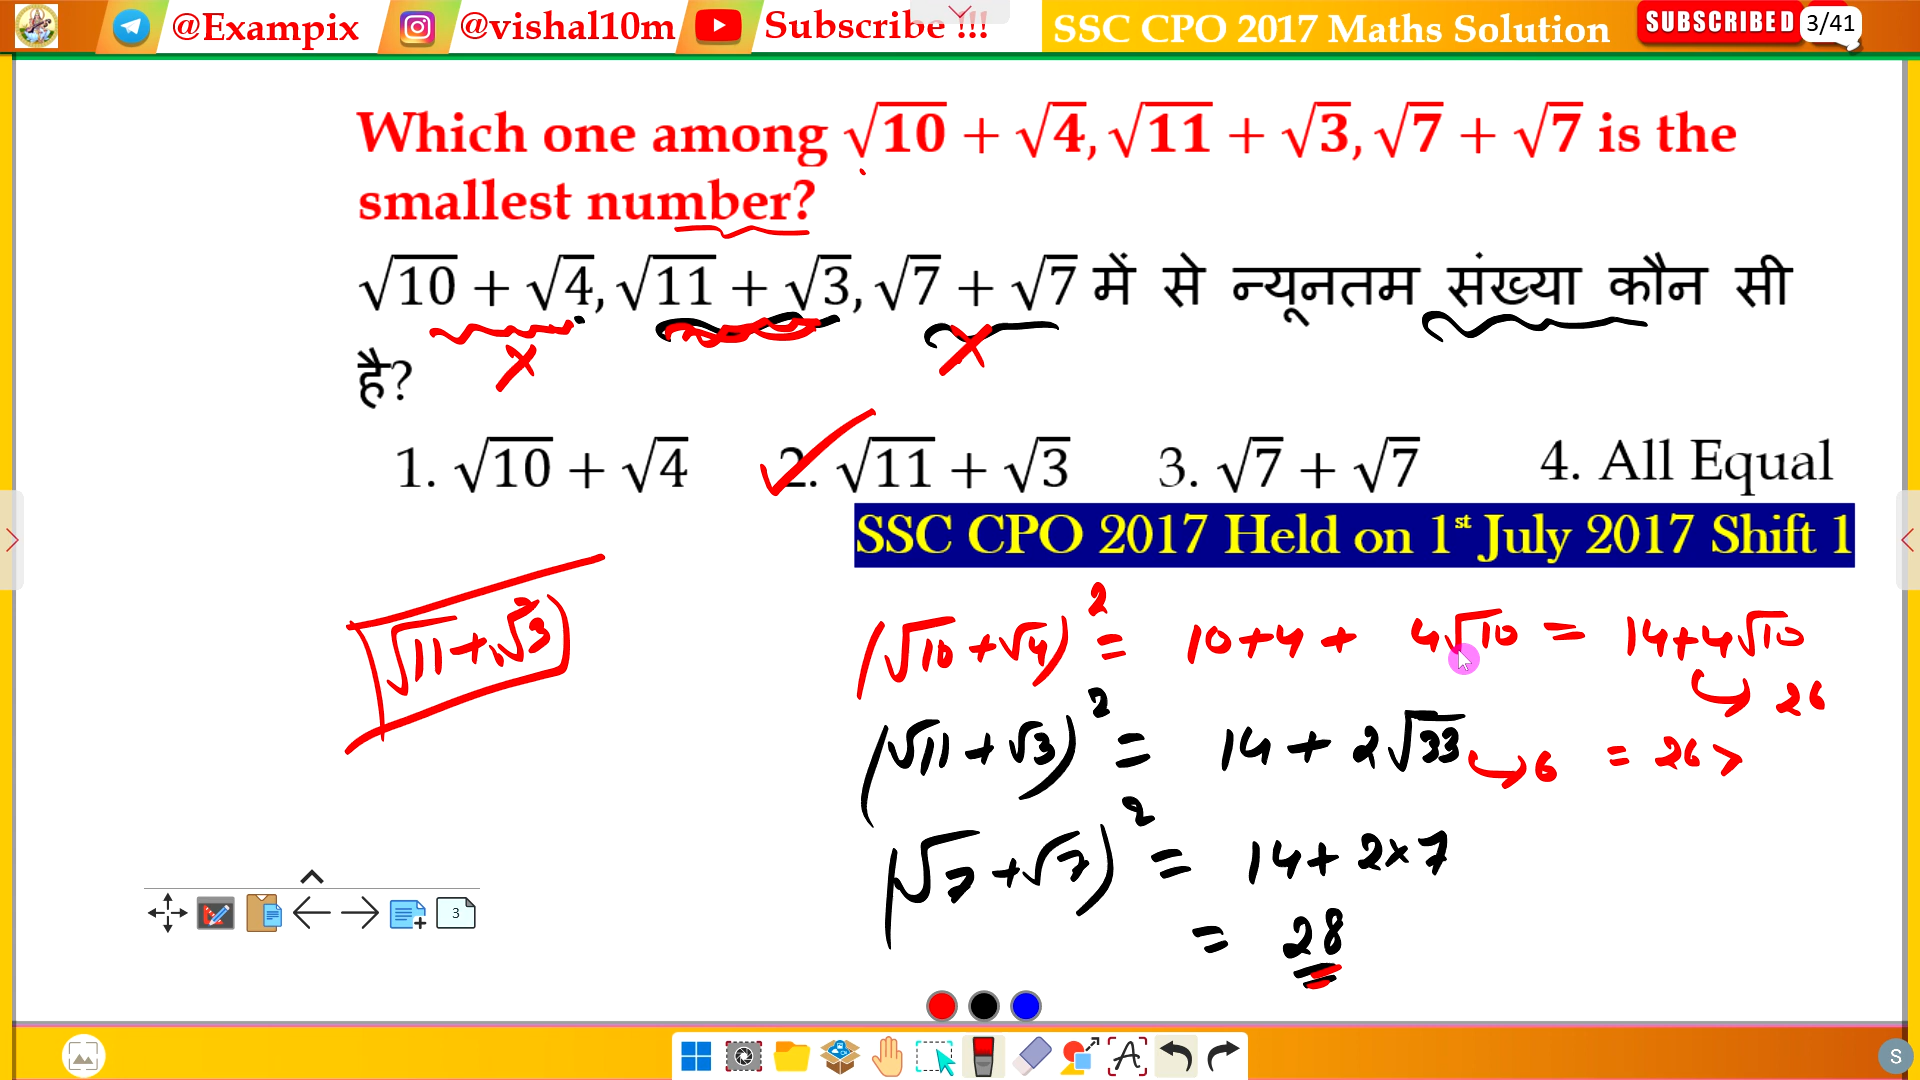 @Exampix @vishal10m Subscribe !!! SSC CPO 2017 Maths Solution SUBSCRIBED 3/41
Which one among √10 + √4, √11 + √3, √7 + √7 is the
smallest number?
√10 + √4, √11 + √3, √7 + √7 में से न्यूनतम संख्या कौन सी
है?
1. √10 + √4 2. √11 + √3 3. √7 + √7 4. All Equal
SSC CPO 2017 Held on 1st July 2017 Shift 1
√11+√3
(√10 +√4)² = 10+4 + 4√10 = 14+4√10
26
(√11 + √3)² = 14 + 2√33 6 = 26 >
(√7 +√7)² = 14+ 2×7
= 28
3
S